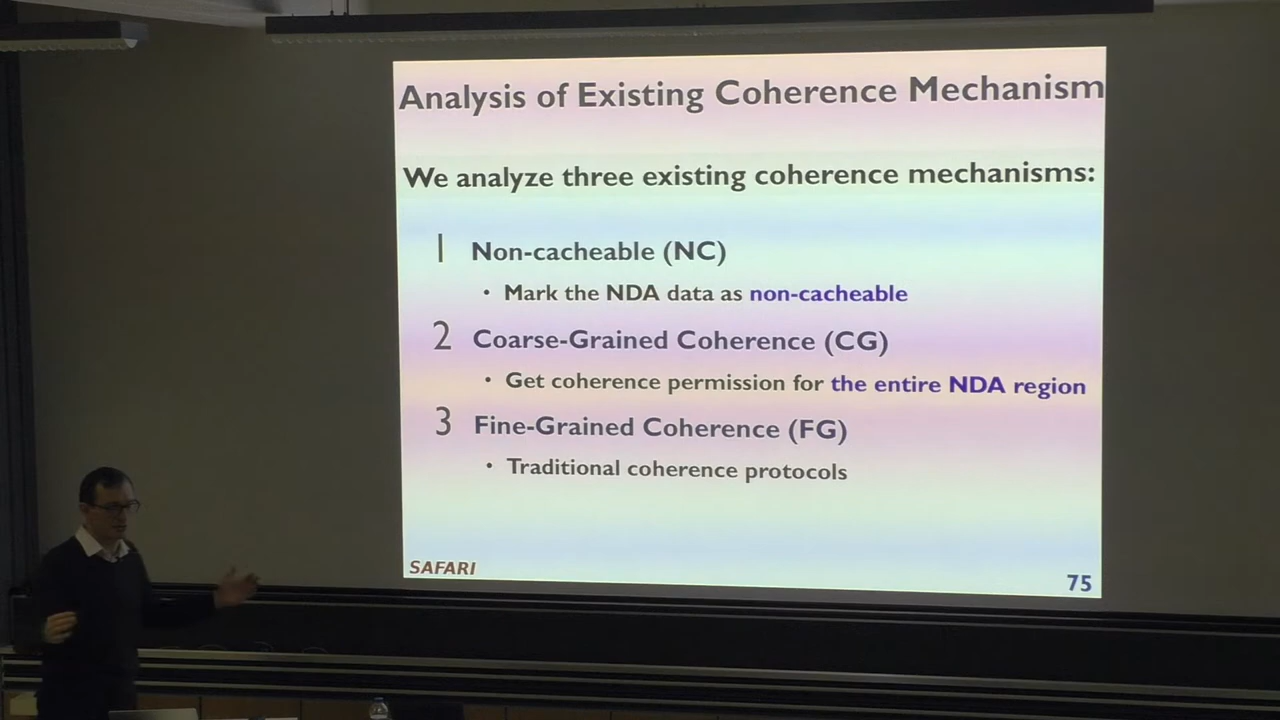 Analysis of Existing Coherence Mechanism
We analyze three existing coherence mechanisms:
1 Non-cacheable (NC)
• Mark the NDA data as non-cacheable
2 Coarse-Grained Coherence (CG)
• Get coherence permission for the entire NDA region
3 Fine-Grained Coherence (FG)
• Traditional coherence protocols
SAFARI
75